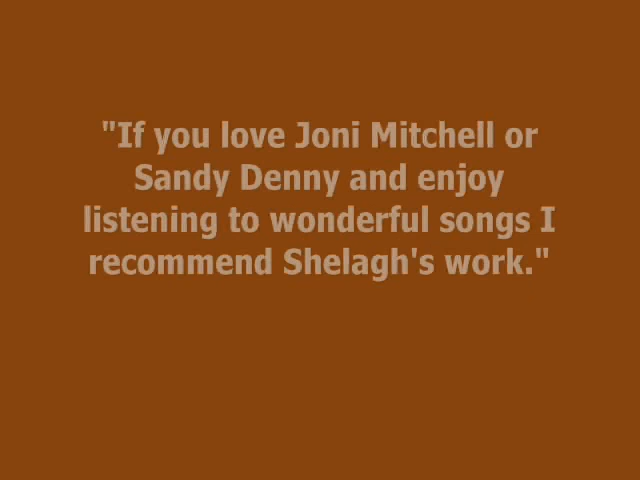 "If you love Joni Mitchell or
Sandy Denny and enjoy
listening to wonderful songs I
recommend Shelagh's work."